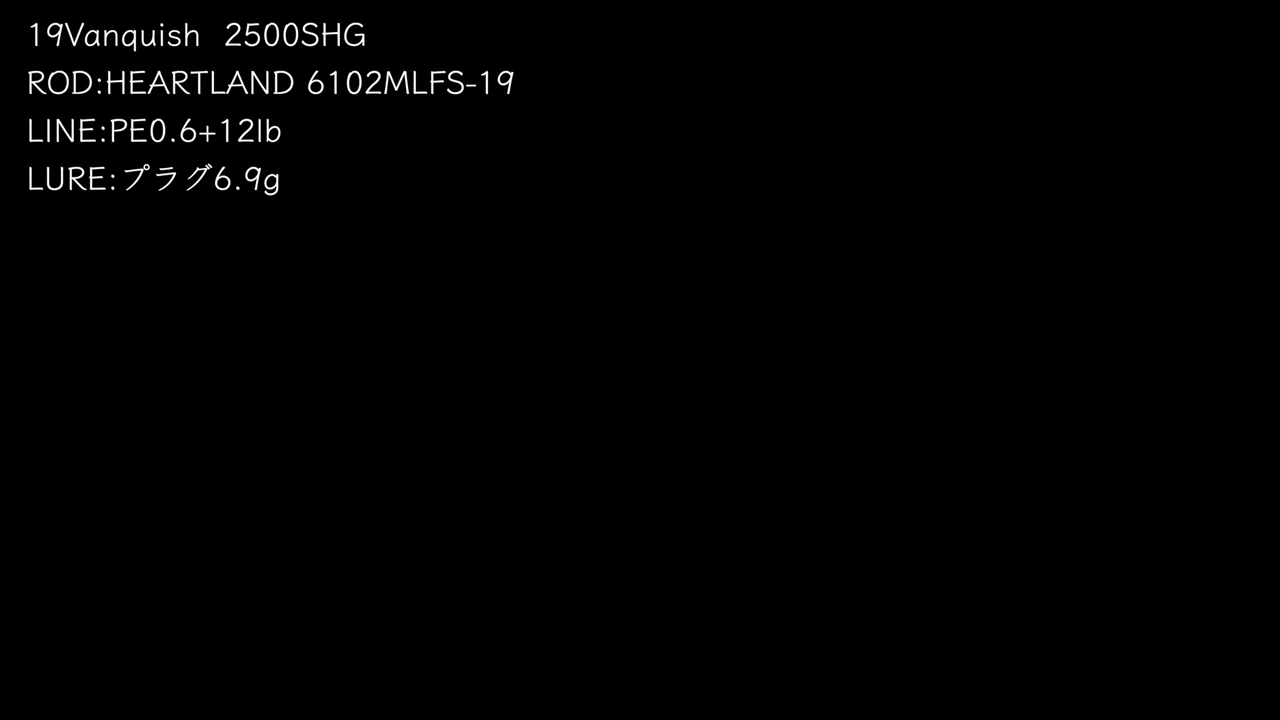 19Vanquish  2500SHG
ROD:HEARTLAND 6102MLFS-19
LINE:PE0.6+12lb
LURE:プラグ6.9g